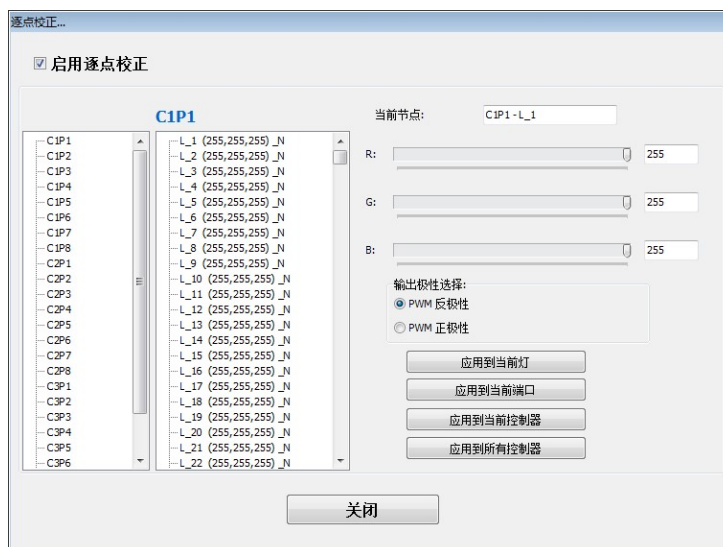 逐点校正...
启用逐点校正
C1P1
当前节点:
C1P1-L_1
C1P1
C1P2
C1P3
C1P4
C1P5
C1P6
C1P7
C1P8
C2P1
C2P2
C2P3
C2P4
C2P5
C2P6
C2P7
C2P8
C3P1
C3P2
C3P3
C3P4
C3P5
C3P6
L_1 (255,255,255) _N
L_2 (255,255,255) _N
L_3 (255,255,255) _N
L_4 (255,255,255) _N
L_5 (255,255,255) _N
L_6 (255,255,255) _N
L_7 (255,255,255) _N
L_8 (255,255,255) _N
L_9 (255,255,255) _N
L_10 (255,255,255) _N
L_11 (255,255,255) _N
L_12 (255,255,255) _N
L_13 (255,255,255) _N
L_14 (255,255,255) _N
L_15 (255,255,255) _N
L_16 (255,255,255) _N
L_17 (255,255,255) _N
L_18 (255,255,255) _N
L_19 (255,255,255) _N
L_20 (255,255,255) _N
L_21 (255,255,255) _N
L_22 (255,255,255) _N
R: 255
G: 255
B: 255
输出极性选择:
PWM 反极性
PWM 正极性
应用到当前灯
应用到当前端口
应用到当前控制器
应用到所有控制器
关闭